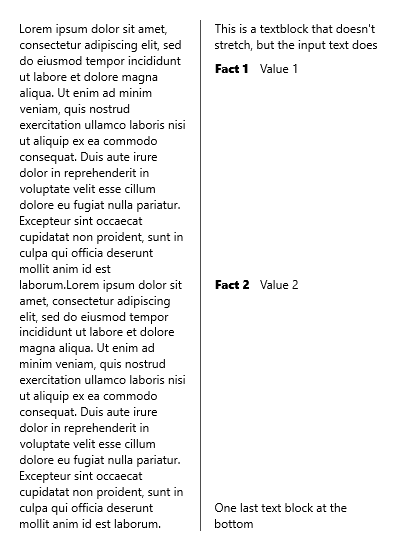 Lorem ipsum dolor sit amet,
consectetur adipiscing elit, sed
do eiusmod tempor incididunt
ut labore et dolore magna
aliqua. Ut enim ad minim
veniam, quis nostrud
exercitation ullamco laboris nisi
ut aliquip ex ea commodo
consequat. Duis aute irure
dolor in reprehenderit in
voluptate velit esse cillum
dolore eu fugiat nulla pariatur.
Excepteur sint occaecat
cupidatat non proident, sunt in
culpa qui officia deserunt
mollit anim id est
laborum.Lorem ipsum dolor sit
amet, consectetur adipiscing
elit, sed do eiusmod tempor
incididunt ut labore et dolore
magna aliqua. Ut enim ad
minim veniam, quis nostrud
exercitation ullamco laboris nisi
ut aliquip ex ea commodo
consequat. Duis aute irure
dolor in reprehenderit in
voluptate velit esse cillum
dolore eu fugiat nulla pariatur.
Excepteur sint occaecat
cupidatat non proident, sunt in
culpa qui officia deserunt
mollit anim id est laborum.
This is a textblock that doesn't
stretch, but the input text does
Fact 1 Value 1
Fact 2 Value 2
One last text block at the
bottom